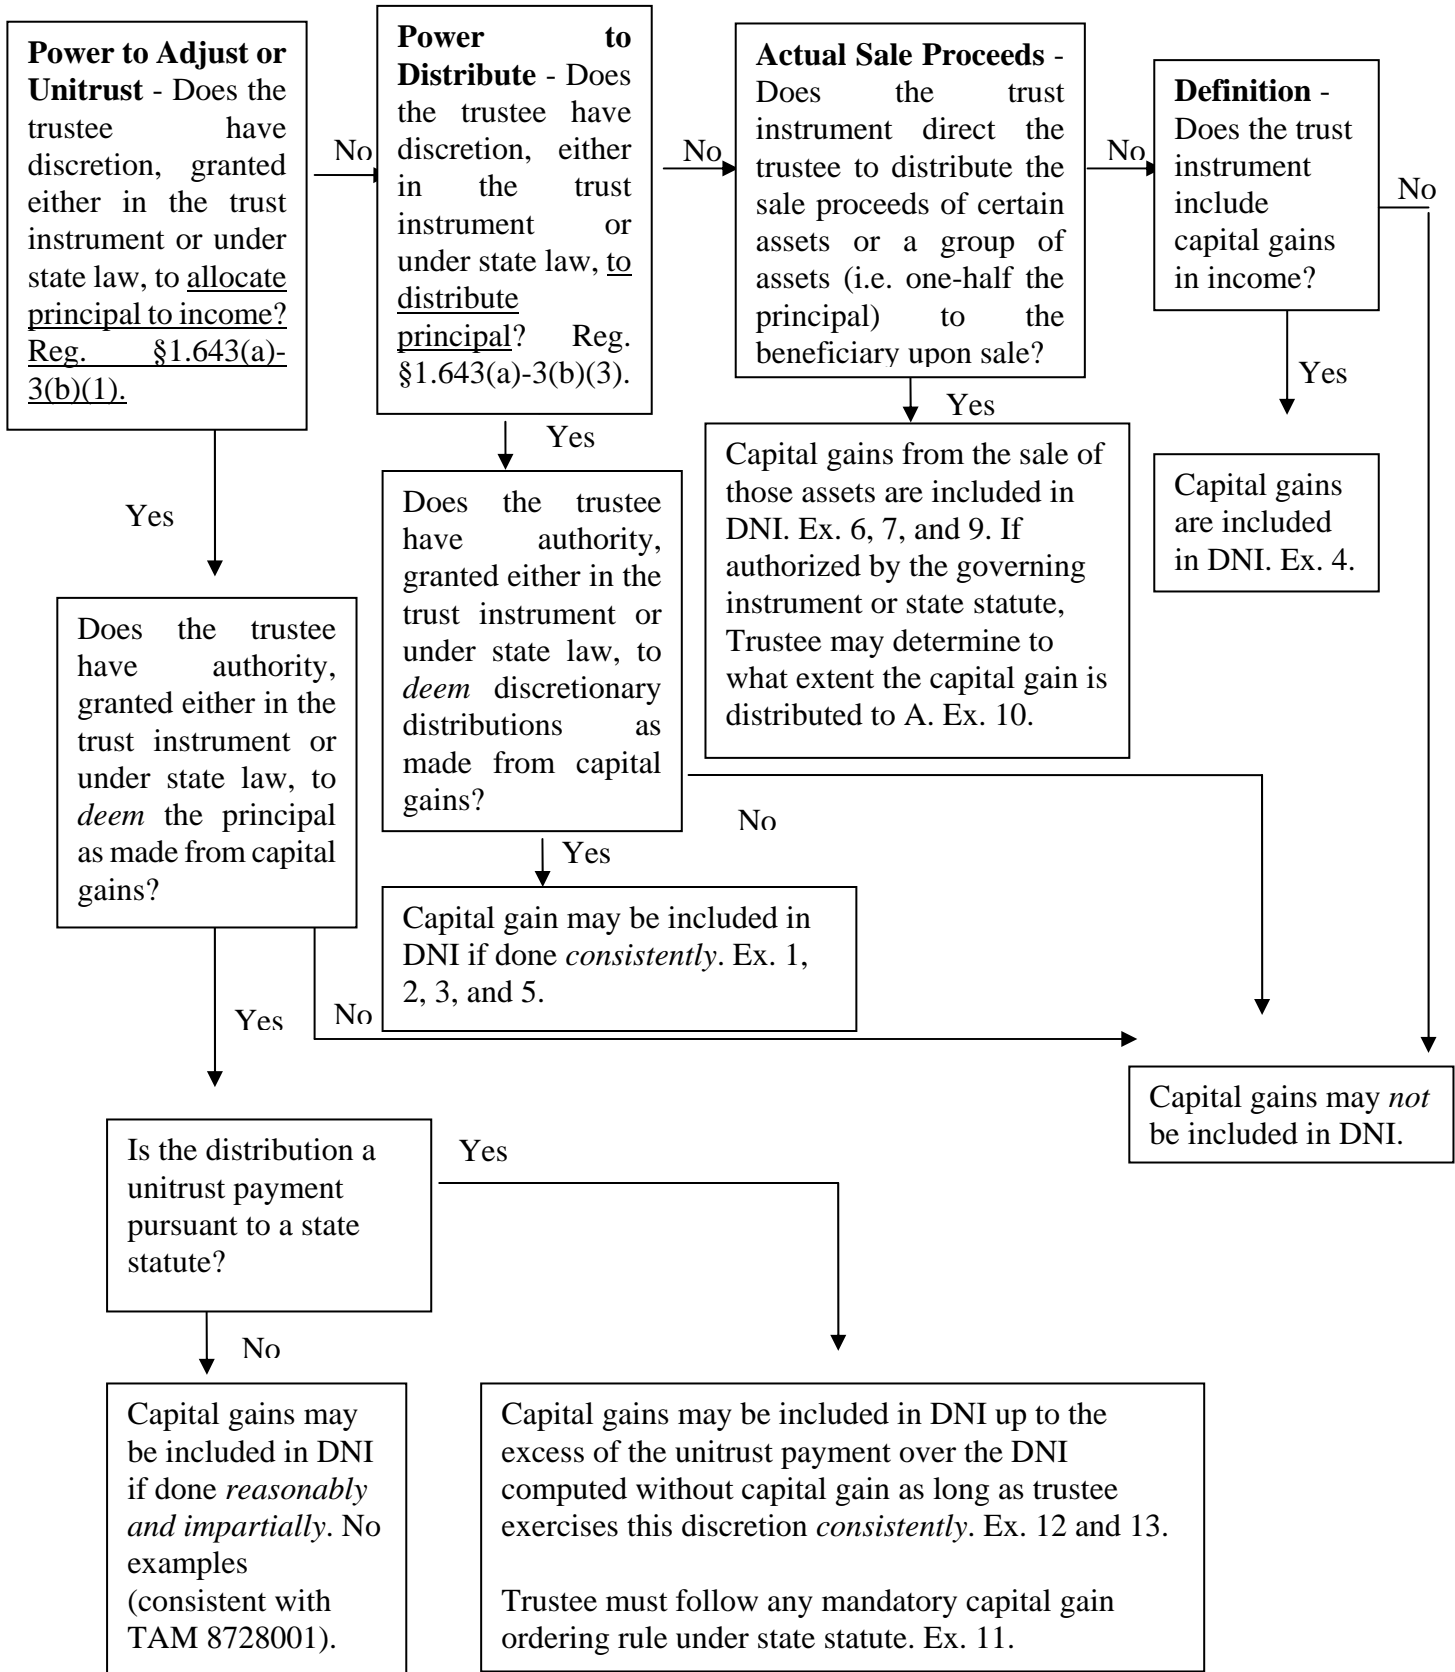 Power to Adjust or
Unitrust - Does the
trustee have
discretion, granted
either in the trust
instrument or under
state law, to allocate
principal to income?
Reg. §1.643(a)-
3(b)(1).
No
Power to
Distribute - Does
the trustee have
discretion, either
in the trust
instrument or
under state law, to
distribute
principal? Reg.
§1.643(a)-3(b)(3).
No
Actual Sale Proceeds -
Does the trust
instrument direct the
trustee to distribute the
sale proceeds of certain
assets or a group of
assets (i.e. one-half the
principal) to the
beneficiary upon sale?
No
Definition -
Does the trust
instrument
include
capital gains
in income?
No
Yes
Yes
Yes
Yes
Does the trustee
have authority,
granted either in the
trust instrument or
under state law, to
deem the principal
as made from capital
gains?
Does the trustee
have authority,
granted either in the
trust instrument or
under state law, to
deem discretionary
distributions as
made from capital
gains?
Capital gains from the sale of
those assets are included in
DNI. Ex. 6, 7, and 9. If
authorized by the governing
instrument or state statute,
Trustee may determine to
what extent the capital gain is
distributed to A. Ex. 10.
Capital gains
are included
in DNI. Ex. 4.
No
Yes
Capital gain may be included in
DNI if done consistently. Ex. 1,
2, 3, and 5.
Yes
No
Capital gains may not
be included in DNI.
Is the distribution a
unitrust payment
pursuant to a state
statute?
Yes
No
Capital gains may
be included in DNI
if done reasonably
and impartially. No
examples
(consistent with
TAM 8728001).
Capital gains may be included in DNI up to the
excess of the unitrust payment over the DNI
computed without capital gain as long as trustee
exercises this discretion consistently. Ex. 12 and 13.
Trustee must follow any mandatory capital gain
ordering rule under state statute. Ex. 11.